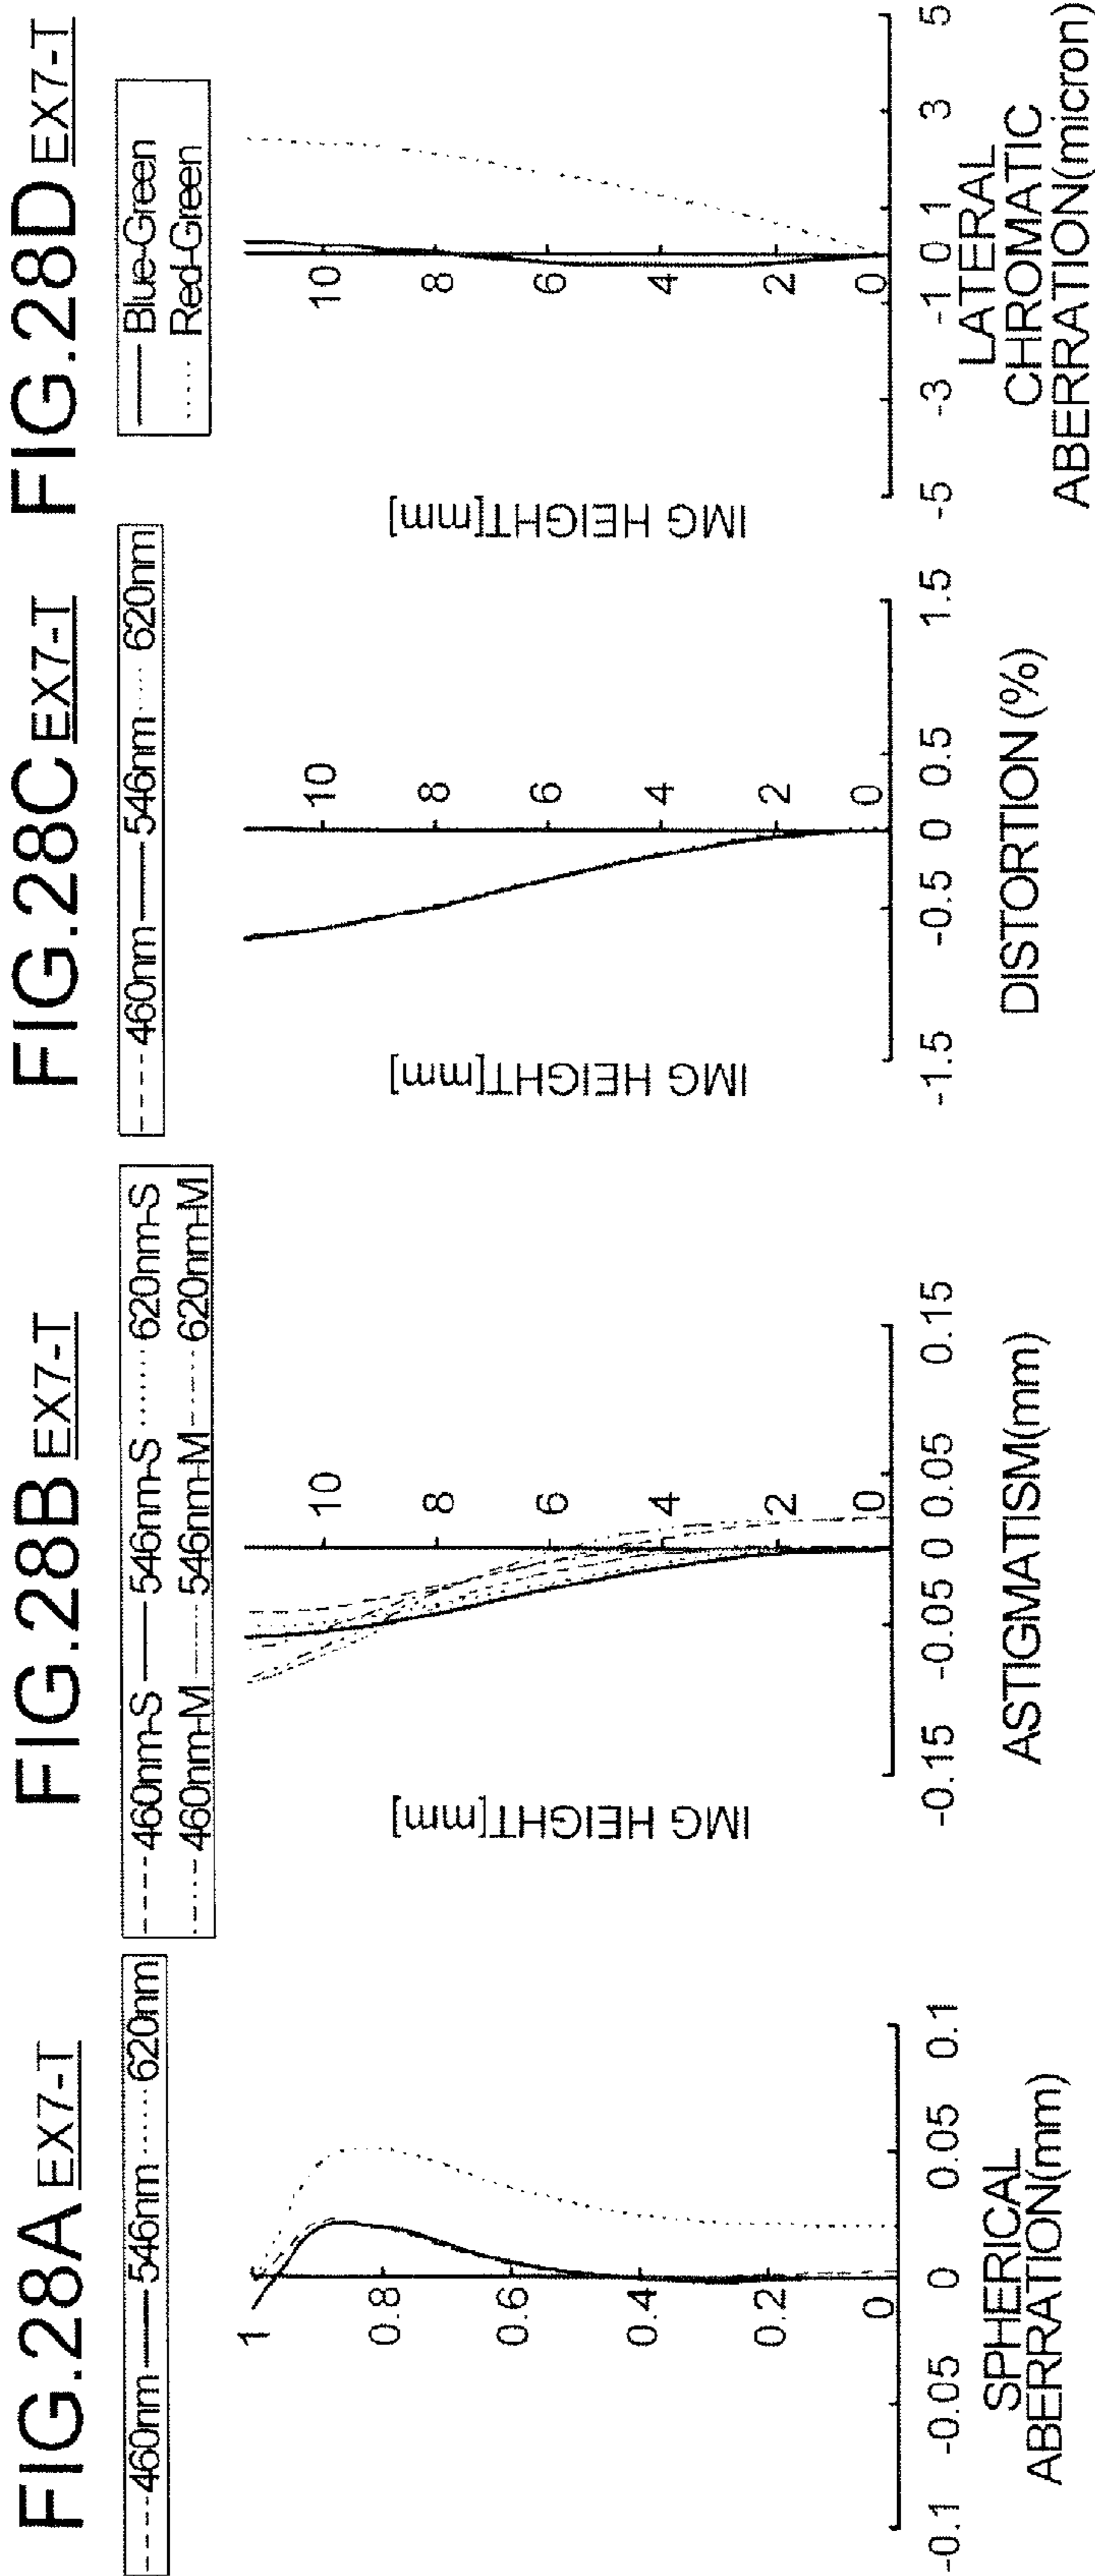 FIG.28A EX7-T
460nm 546nm 620nm
1
0.8
0.6
0.4
0.2
0
-0.1 -0.05 0 0.05 0.1
SPHERICAL
ABERRATION(mm)
FIG.28B EX7-T
460nm-S 546nm-S 620nm-S
460nm-M 546nm-M 620nm-M
IMG HEIGHT[mm]
10
8
6
4
2
0
-0.15 -0.05 0 0.05 0.15
ASTIGMATISM(mm)
FIG.28C EX7-T
460nm 546nm 620nm
IMG HEIGHT[mm]
10
8
6
4
2
0
-1.5 -0.5 0 0.5 1.5
DISTORTION (%)
FIG.28D EX7-T
Blue-Green
Red-Green
IMG HEIGHT[mm]
10
8
6
4
2
0
-5 -3 -1 0 1 3 5
LATERAL
CHROMATIC
ABERRATION(micron)